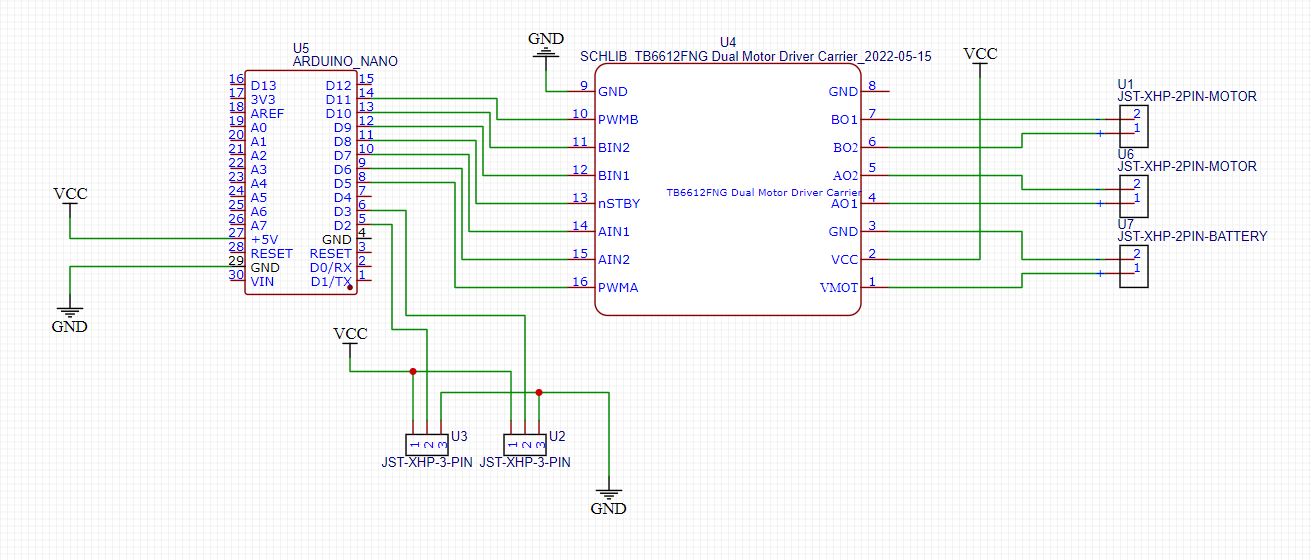 U5
ARDUINO_NANO
16 D13 D12 15
17 3V3 D11 14
18 AREF D10 13
19 A0 D9 12
20 A1 D8 11
21 A2 D7 10
22 A3 D6 9
23 A4 D5 8
24 A5 D4 7
25 A6 D3 6
26 A7 D2 5
27 +5V GND 4
28 RESET RESET 3
29 GND D0/RX 2
30 VIN D1/TX 1
VCC
GND
GND
U4
SCHLIB_TB6612FNG Dual Motor Driver Carrier_2022-05-15
9 GND GND 8
10 PWMB BO1 7
11 BIN2 BO2 6
12 BIN1 AO2 5
TB6612FNG Dual Motor Driver Carrier
13 nSTBY AO1 4
14 AIN1 GND 3
15 AIN2 VCC 2
16 PWMA VMOT 1
VCC
U1
JST-XHP-2PIN-MOTOR
- 2
+ 1
U6
JST-XHP-2PIN-MOTOR
- 2
+ 1
U7
JST-XHP-2PIN-BATTERY
- 2
+ 1
VCC
1 2 3 U3
JST-XHP-3-PIN
1 2 3 U2
JST-XHP-3-PIN
GND